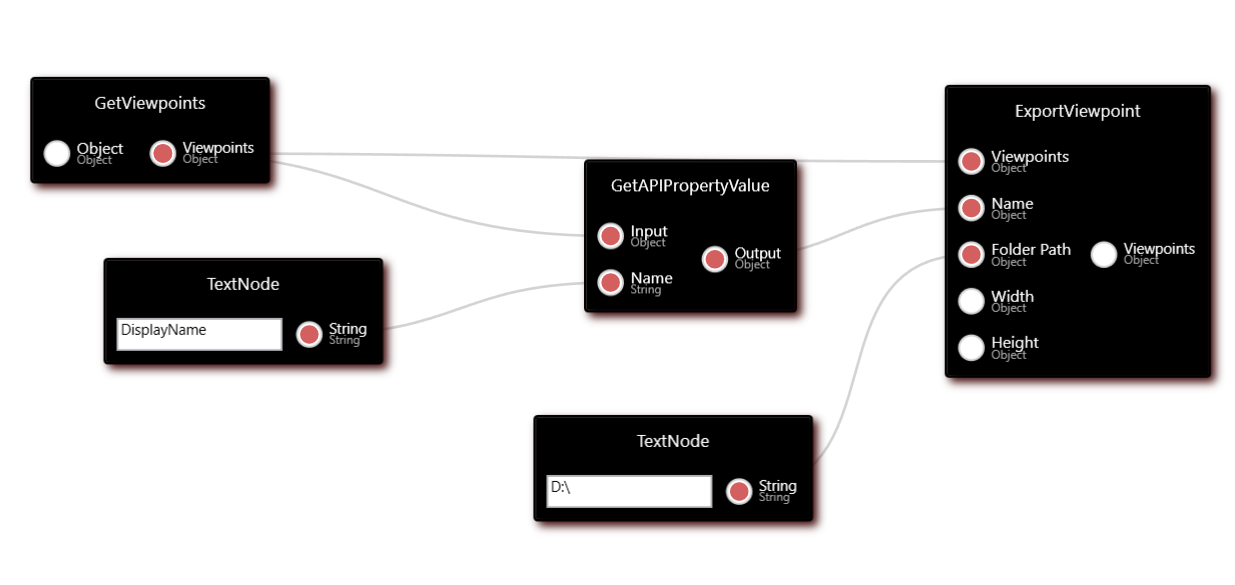 GetViewpoints
Object
Object
Viewpoints
Object
TextNode
DisplayName
String
String
GetAPIPropertyValue
Input
Object
Name
String
Output
Object
TextNode
D:\
String
String
ExportViewpoint
Viewpoints
Object
Name
Object
Folder Path
Object
Viewpoints
Object
Width
Object
Height
Object